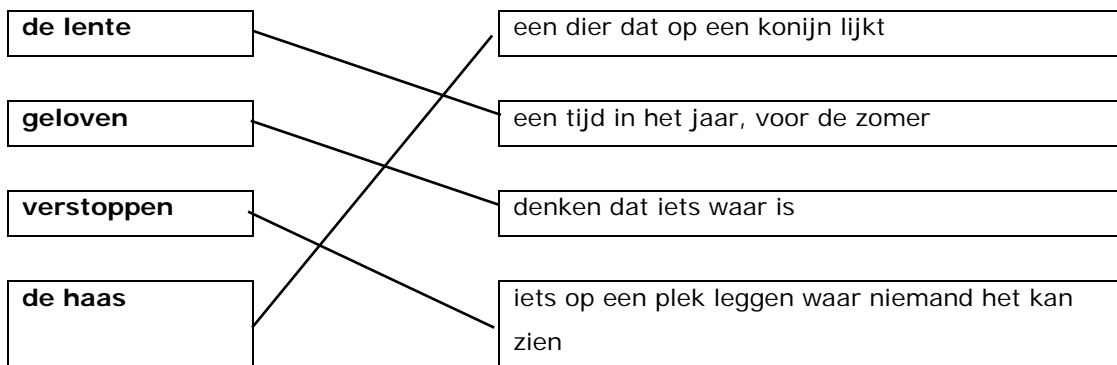 de lente
een dier dat op een konijn lijkt
geloven
een tijd in het jaar, voor de zomer
verstoppen
denken dat iets waar is
de haas
iets op een plek leggen waar niemand het kan
zien